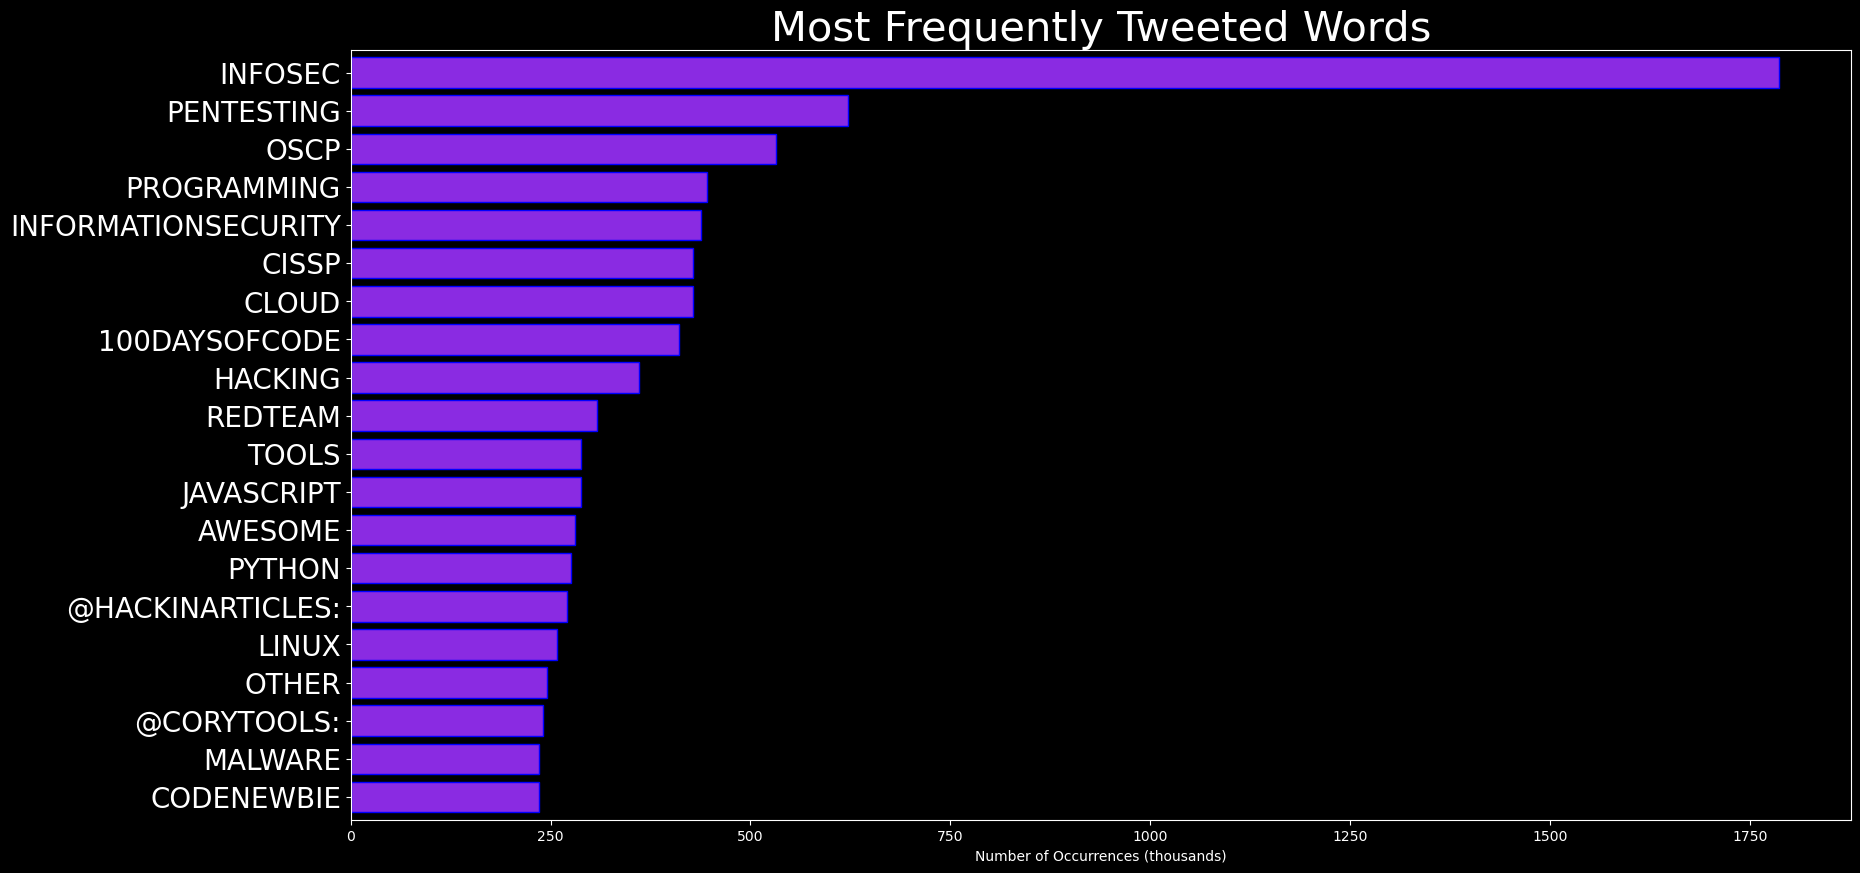 Most Frequently Tweeted Words
INFOSEC
PENTESTING
OSCP
PROGRAMMING
INFORMATIONSECURITY
CISSP
CLOUD
100DAYSOFCODE
HACKING
REDTEAM
TOOLS
JAVASCRIPT
AWESOME
PYTHON
@HACKINARTICLES:
LINUX
OTHER
@CORYTOOLS:
MALWARE
CODENEWBIE
0 250 500 750 1000 1250 1500 1750
Number of Occurrences (thousands)